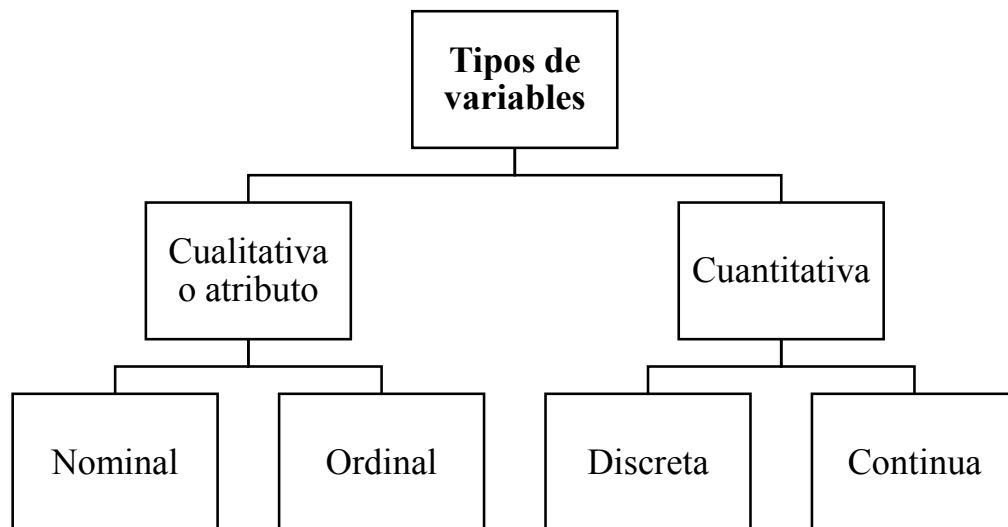 Tipos de
variables
Cualitativa
o atributo
Cuantitativa
Nominal
Ordinal
Discreta
Continua